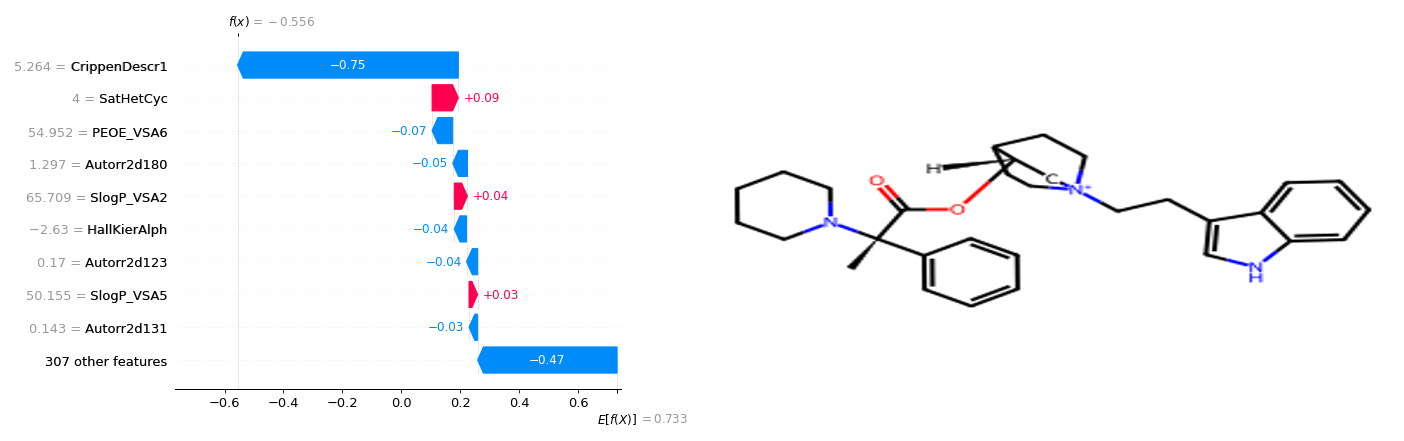 f(x) = −0.556
5.264 = CrippenDescr1
−0.75
4 = SatHetCyc
+0.09
54.952 = PEOE_VSA6
−0.07
1.297 = Autorr2d180
−0.05
65.709 = SlogP_VSA2
+0.04
−2.63 = HallKierAlph
−0.04
0.17 = Autorr2d123
−0.04
50.155 = SlogP_VSA5
+0.03
0.143 = Autorr2d131
−0.03
307 other features
−0.47
−0.6 −0.4 −0.2 0.0 0.2 0.4 0.6
E[f(X)] = 0.733
H
C
N+
O
O
N
N
H